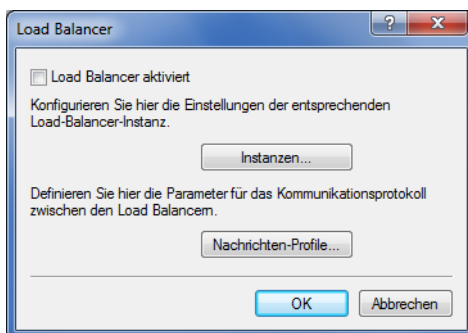 Load Balancer
Load Balancer aktiviert
Konfigurieren Sie hier die Einstellungen der entsprechenden
Load-Balancer-Instanz.
Instanzen...
Definieren Sie hier die Parameter für das Kommunikationsprotokoll
zwischen den Load Balancern.
Nachrichten-Profile...
OK
Abbrechen